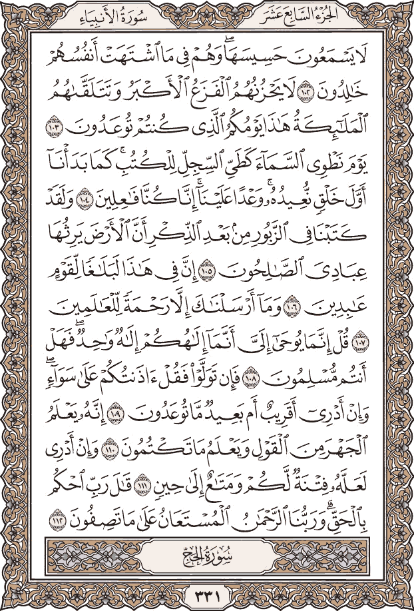 الجزء السابع عشر سورة الأنبياء
لَا يَسْمَعُونَ حَسِيسَهَا ۖ وَهُمْ فِي مَا اشْتَهَتْ أَنفُسُهُمْ
خَالِدُونَ ١٠٢ لَا يَحْزُنُهُمُ الْفَزَعُ الْأَكْبَرُ وَتَتَلَقَّاهُمُ
الْمَلَائِكَةُ هَٰذَا يَوْمُكُمُ الَّذِي كُنتُمْ تُوعَدُونَ ١٠٣
يَوْمَ نَطْوِي السَّمَاءَ كَطَيِّ السِّجِلِّ لِلْكُتُبِ ۚ كَمَا بَدَأْنَا
أَوَّلَ خَلْقٍ نُّعِيدُهُ ۚ وَعْدًا عَلَيْنَا ۚ إِنَّا كُنَّا فَاعِلِينَ ١٠٤ وَلَقَدْ
كَتَبْنَا فِي الزَّبُورِ مِن بَعْدِ الذِّكْرِ أَنَّ الْأَرْضَ يَرِثُهَا
عِبَادِيَ الصَّالِحُونَ ١٠٥ إِنَّ فِي هَٰذَا لَبَلَاغًا لِّقَوْمٍ
عَابِدِينَ ١٠٦ وَمَا أَرْسَلْنَاكَ إِلَّا رَحْمَةً لِّلْعَالَمِينَ
١٠٧ قُلْ إِنَّمَا يُوحَىٰ إِلَيَّ أَنَّمَا إِلَٰهُكُمْ إِلَٰهٌ وَاحِدٌ ۖ فَهَلْ
أَنتُم مُّسْلِمُونَ ١٠٨ فَإِن تَوَلَّوْا فَقُلْ ءَاذَنتُكُمْ عَلَىٰ سَوَاءٍ ۖ
وَإِنْ أَدْرِي أَقَرِيبٌ أَم بَعِيدٌ مَّا تُوعَدُونَ ١٠٩ إِنَّهُ يَعْلَمُ
الْجَهْرَ مِنَ الْقَوْلِ وَيَعْلَمُ مَا تَكْتُمُونَ ١١٠ وَإِنْ أَدْرِي
لَعَلَّهُ فِتْنَةٌ لَّكُمْ وَمَتَاعٌ إِلَىٰ حِينٍ ١١١ قَالَ رَبِّ احْكُم
بِالْحَقِّ ۗ وَرَبُّنَا الرَّحْمَٰنُ الْمُسْتَعَانُ عَلَىٰ مَا تَصِفُونَ ١١٢
سُورَةُ الْحَجِّ
٣٣١